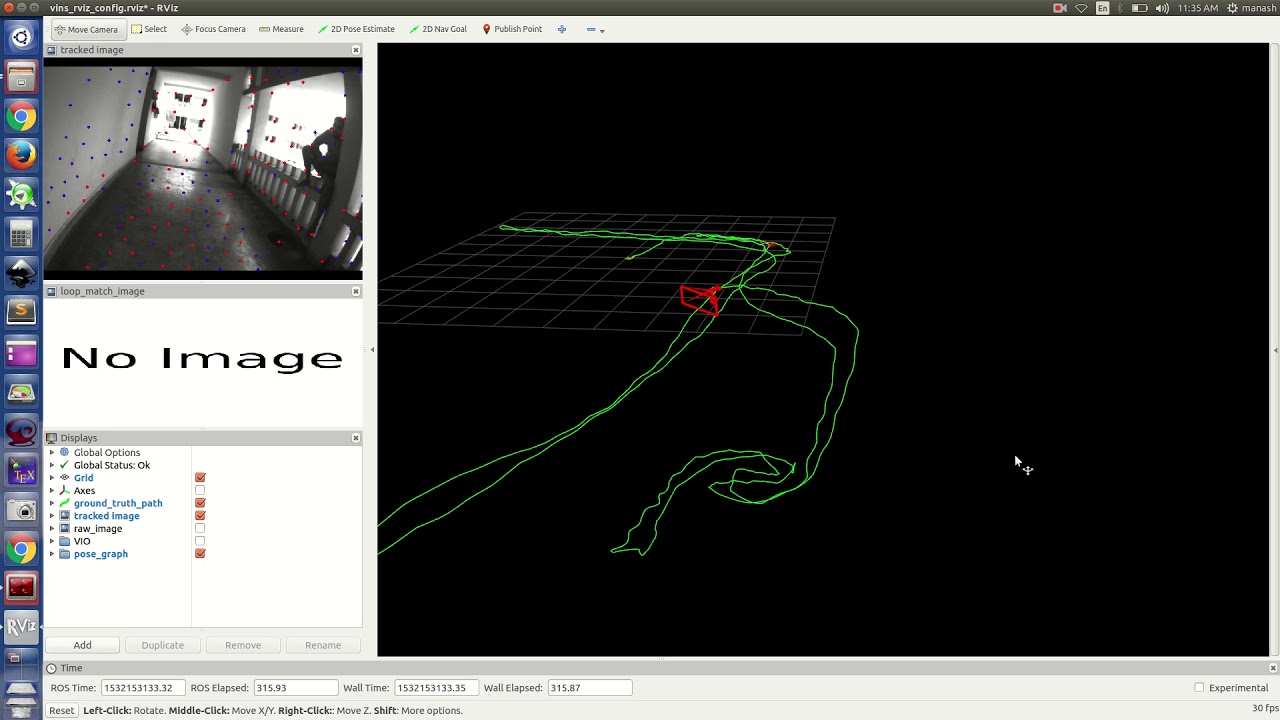 vins_rviz_config.rviz* - RViz
En
11:35 AM
manash
Move Camera
Select
Focus Camera
Measure
2D Pose Estimate
2D Nav Goal
Publish Point
tracked image
loop_match_image
No Image
Displays
Global Options
Global Status: Ok
Grid
Axes
ground_truth_path
tracked image
raw_image
VIO
pose_graph
Add
Duplicate
Remove
Rename
S
TEX
RViz
Time
ROS Time: 1532153133.32 ROS Elapsed: 315.93 Wall Time: 1532153133.35 Wall Elapsed: 315.87 Experimental
Reset Left-Click: Rotate. Middle-Click: Move X/Y. Right-Click:: Move Z. Shift: More options. 30 fps